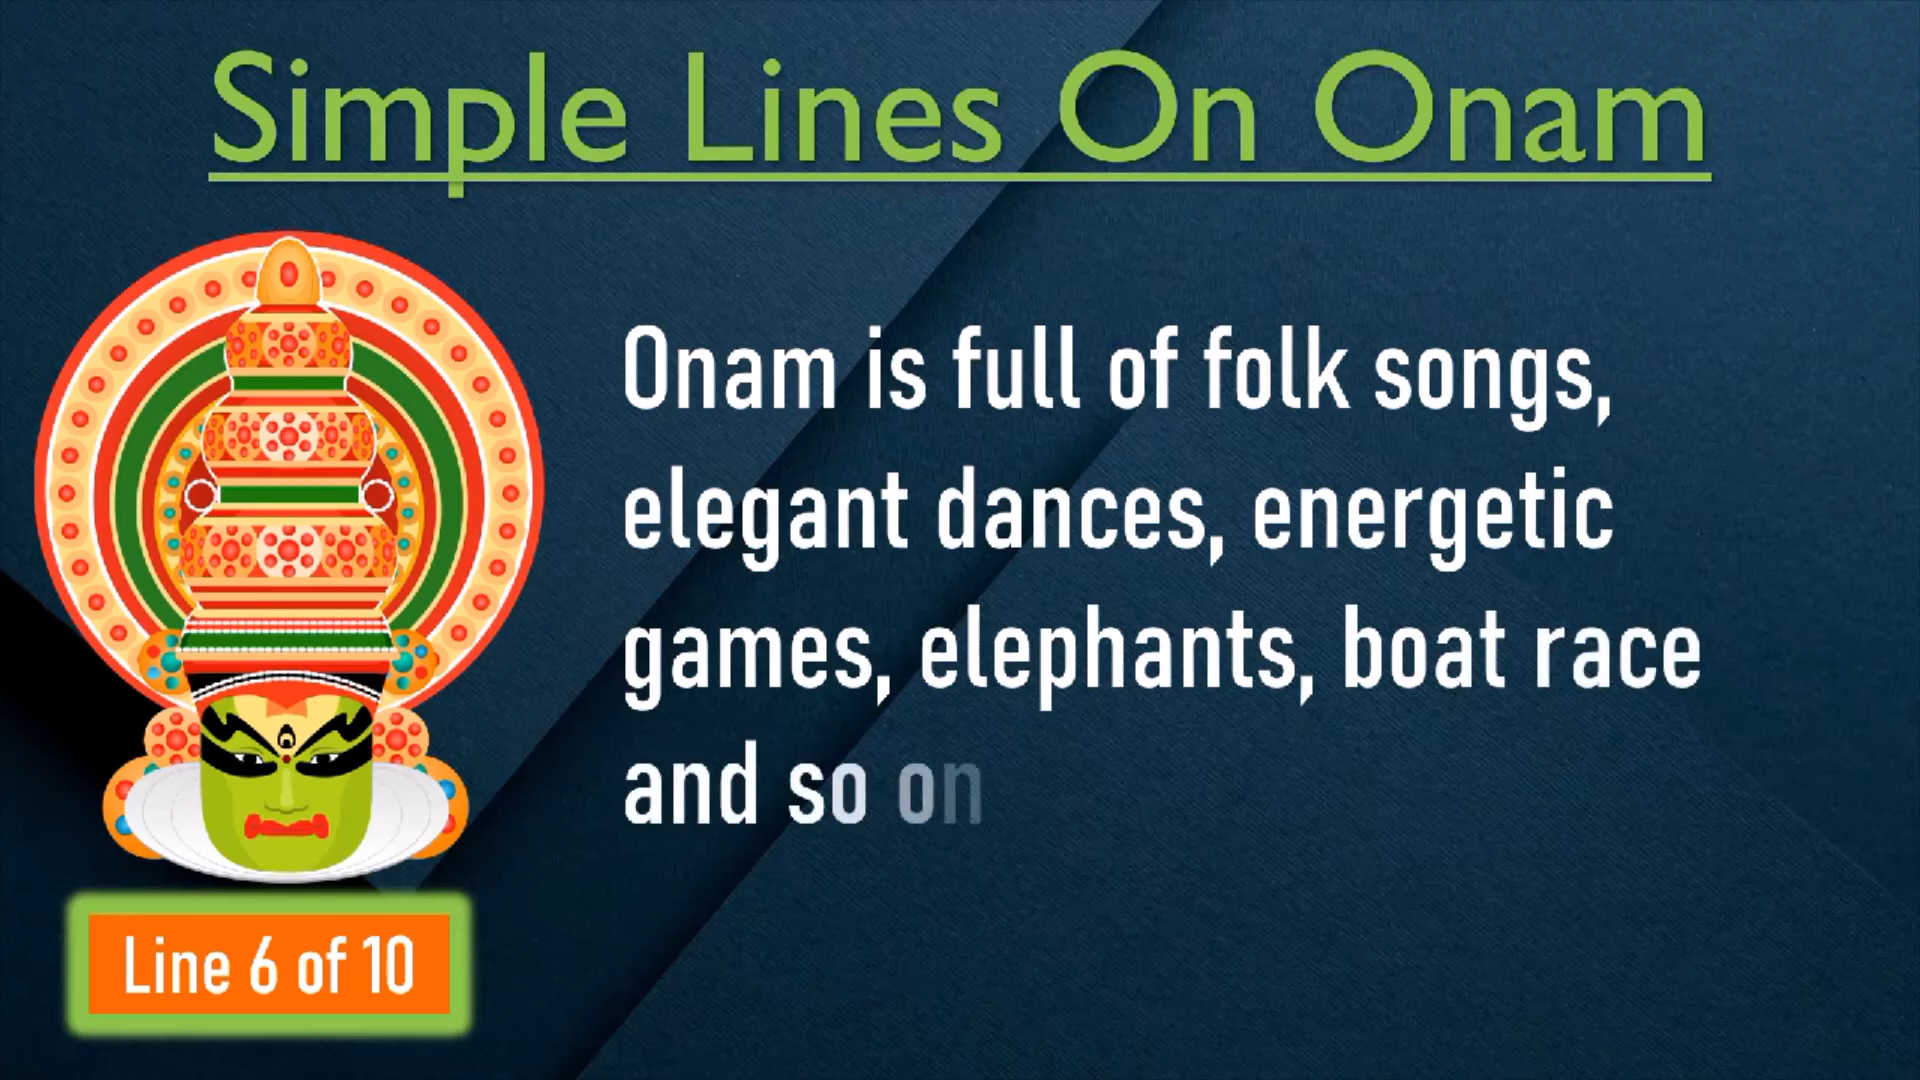 Simple Lines On Onam
Onam is full of folk songs,
elegant dances, energetic
games, elephants, boat race
and so on
Line 6 of 10